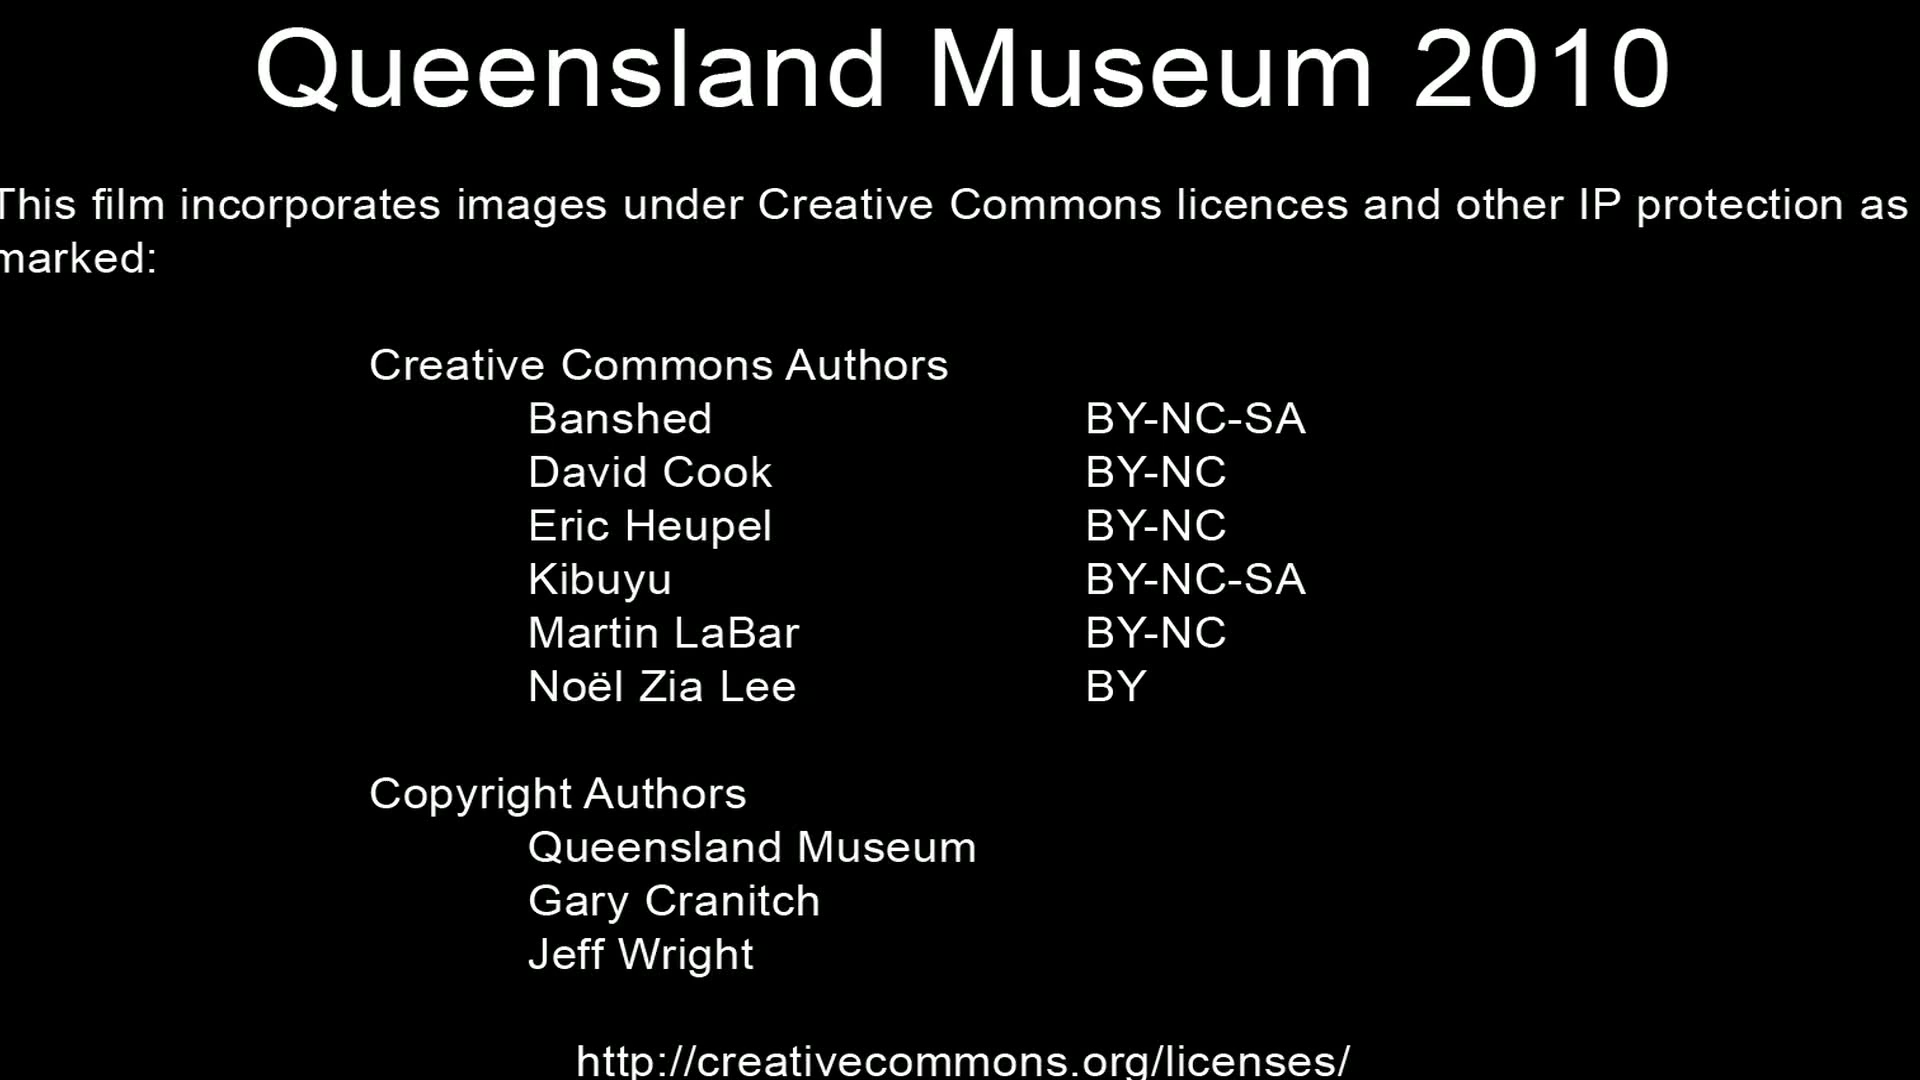 Queensland Museum 2010
This film incorporates images under Creative Commons licences and other IP protection as
marked:
Creative Commons Authors
Banshed BY-NC-SA
David Cook BY-NC
Eric Heupel BY-NC
Kibuyu BY-NC-SA
Martin LaBar BY-NC
Noël Zia Lee BY
Copyright Authors
Queensland Museum
Gary Cranitch
Jeff Wright
http://creativecommons.org/licenses/